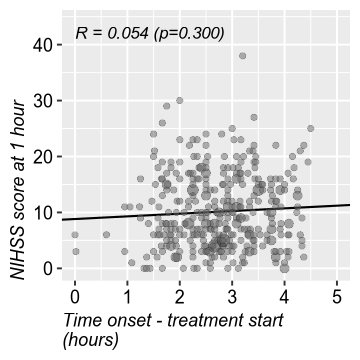 R = 0.054 (p=0.300)
40
30
20
10
0
NIHSS score at 1 hour
0 1 2 3 4 5
Time onset - treatment start
(hours)